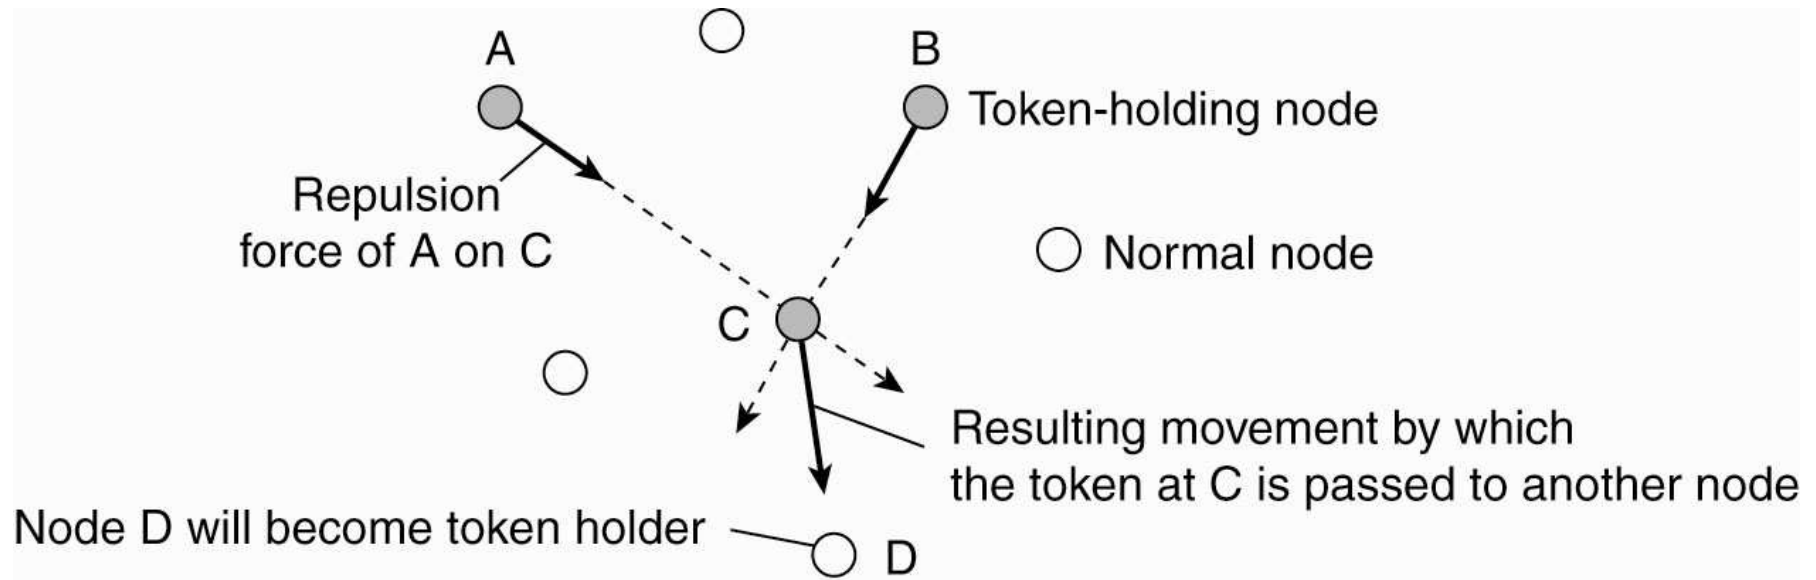 A
B
Token-holding node
Repulsion
force of A on C
Normal node
C
Resulting movement by which
the token at C is passed to another node
Node D will become token holder
D